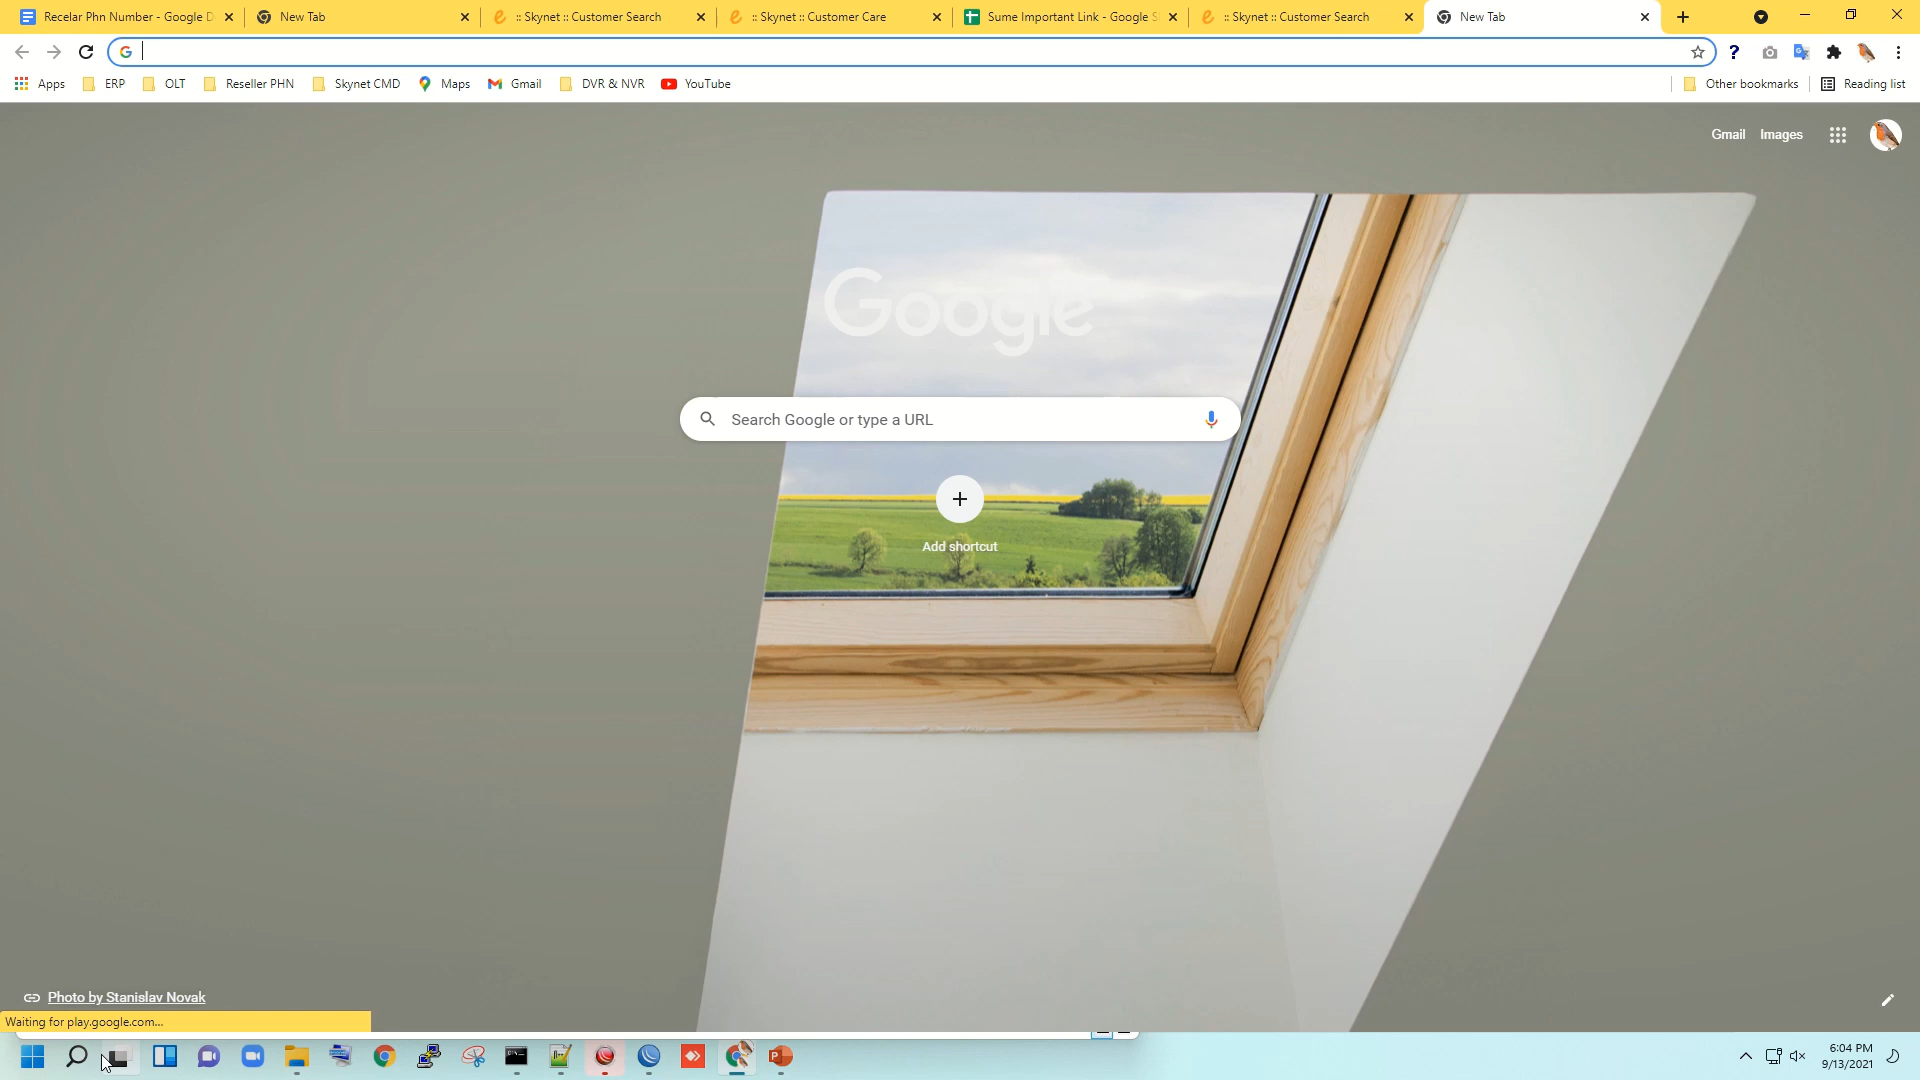 Recelar Phn Number - Google D
New Tab
:: Skynet :: Customer Search
:: Skynet :: Customer Care
Sume Important Link - Google S
:: Skynet :: Customer Search
New Tab
Apps
ERP
OLT
Reseller PHN
Skynet CMD
Maps
Gmail
DVR & NVR
YouTube
Other bookmarks
Reading list
Gmail
Images
Google
Search Google or type a URL
Add shortcut
Photo by Stanislav Novak
Waiting for play.google.com...
6:04 PM
9/13/2021